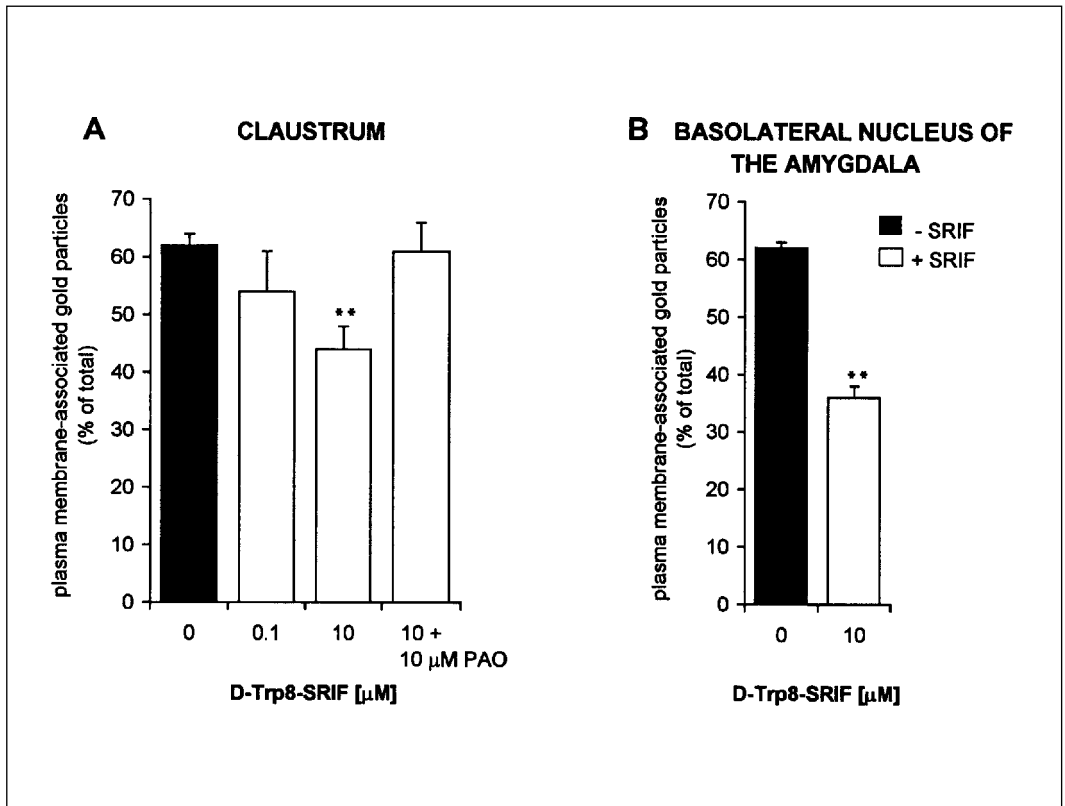 A CLAUSTRUM
plasma membrane-associated gold particles
(% of total)
70
60
50
40
30
20
10
0
**
0 0.1 10 10 +
10 μM PAO
D-Trp8-SRIF [μM]
B BASOLATERAL NUCLEUS OF
THE AMYGDALA
plasma membrane-associated gold particles
(% of total)
70
60
50
40
30
20
10
0
- SRIF
+ SRIF
**
0 10
D-Trp8-SRIF [μM]